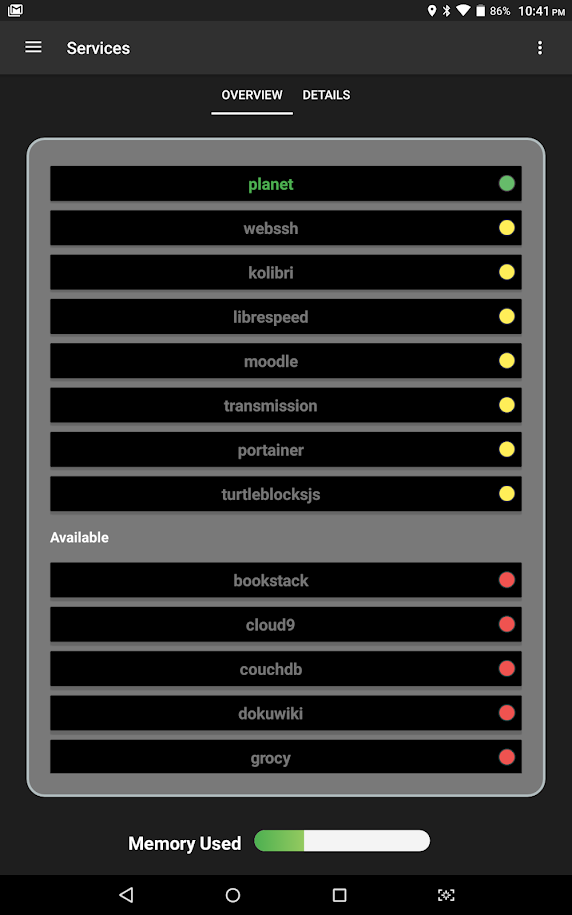 86% 10:41 PM
Services
OVERVIEW DETAILS
planet
webssh
kolibri
librespeed
moodle
transmission
portainer
turtleblocksjs
Available
bookstack
cloud9
couchdb
dokuwiki
grocy
Memory Used